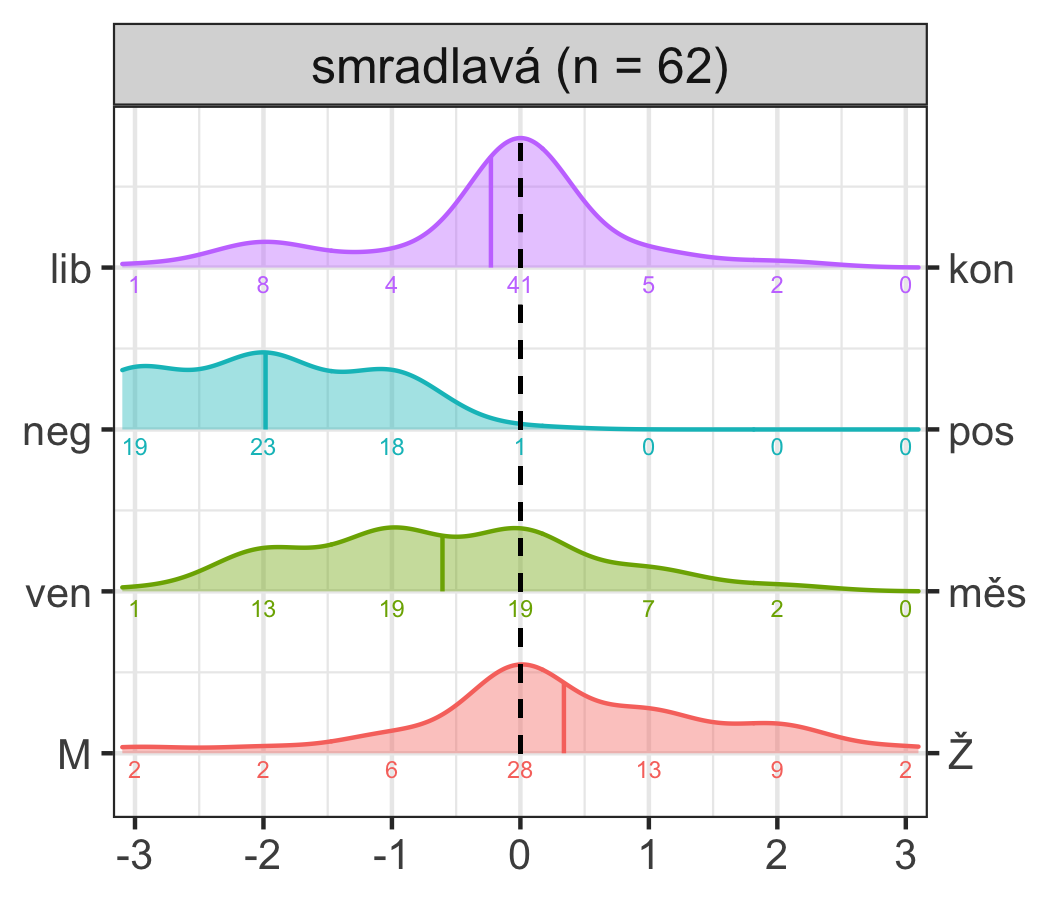 smradlavá (n = 62)
lib kon
1 8 4 41 5 2 0
neg pos
19 23 18 1 0 0 0
ven měs
1 13 19 19 7 2 0
M Ž
2 2 6 28 13 9 2
-3 -2 -1 0 1 2 3